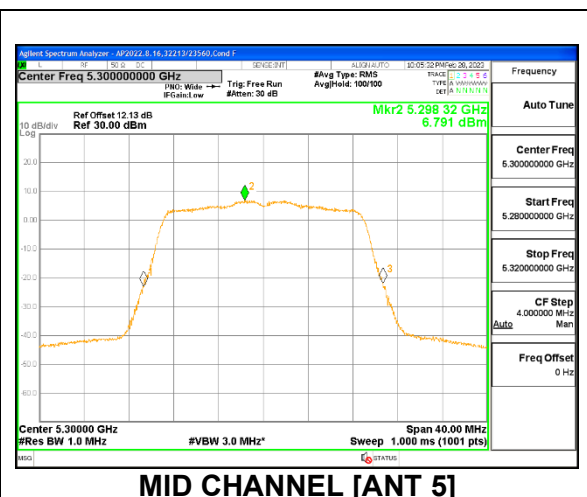 Agilent Spectrum Analyzer - AP2022.8.16,32213/23560,Cond F
RF 50 Ω DC SENSE:INT ALIGN AUTO 10:05:32 PM Feb 28, 2023
Center Freq 5.300000000 GHz
PNO: Wide
IFGain:Low
Trig: Free Run
#Atten: 30 dB
#Avg Type: RMS
Avg|Hold: 100/100
TRACE 1 2 3 4 5 6
TYPE A WWWWW
DET A N N N N N
Frequency
Ref Offset 12.13 dB
10 dB/div Ref 30.00 dBm
Log
Mkr2 5.298 32 GHz
6.791 dBm
20.0
10.0
0.00
-10.0
-20.0
-30.0
-40.0
-50.0
-60.0
2
3
Center 5.30000 GHz
Span 40.00 MHz
#Res BW 1.0 MHz
#VBW 3.0 MHz*
Sweep 1.000 ms (1001 pts)
MSG
STATUS
Auto Tune
Center Freq
5.300000000 GHz
Start Freq
5.280000000 GHz
Stop Freq
5.320000000 GHz
CF Step
4.000000 MHz
Auto Man
Freq Offset
0 Hz
MID CHANNEL [ANT 5]